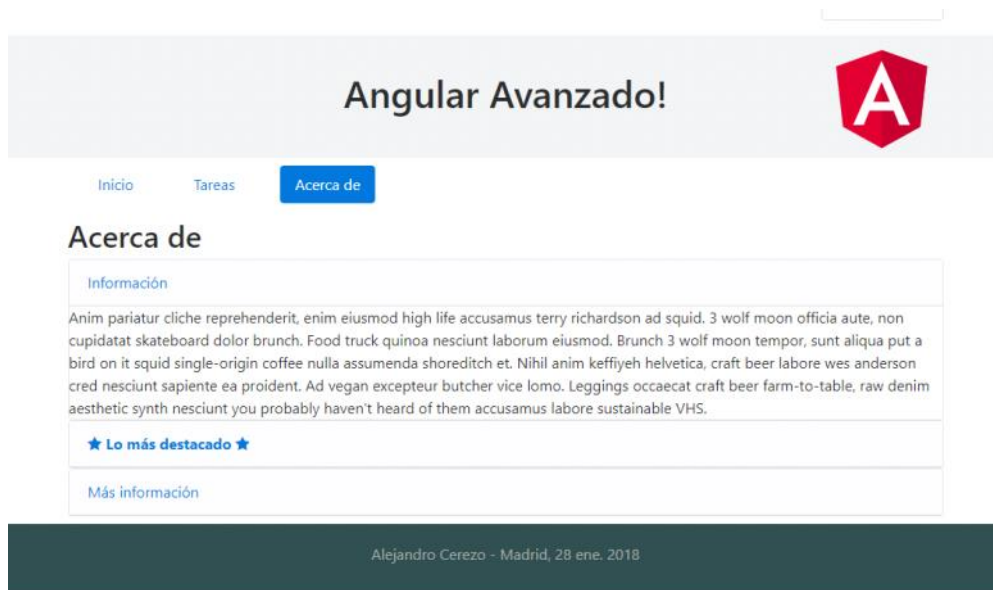 Angular Avanzado!
Inicio Tareas Acerca de
Acerca de
Información
Anim pariatur cliche reprehenderit, enim eiusmod high life accusamus terry richardson ad squid. 3 wolf moon officia aute, non
cupidatat skateboard dolor brunch. Food truck quinoa nesciunt laborum eiusmod. Brunch 3 wolf moon tempor, sunt aliqua put a
bird on it squid single-origin coffee nulla assumenda shoreditch et. Nihil anim keffiyeh helvetica, craft beer labore wes anderson
cred nesciunt sapiente ea proident. Ad vegan excepteur butcher vice lomo. Leggings occaecat craft beer farm-to-table, raw denim
aesthetic synth nesciunt you probably haven't heard of them accusamus labore sustainable VHS.
★ Lo más destacado ★
Más información
Alejandro Cerezo - Madrid, 28 ene. 2018